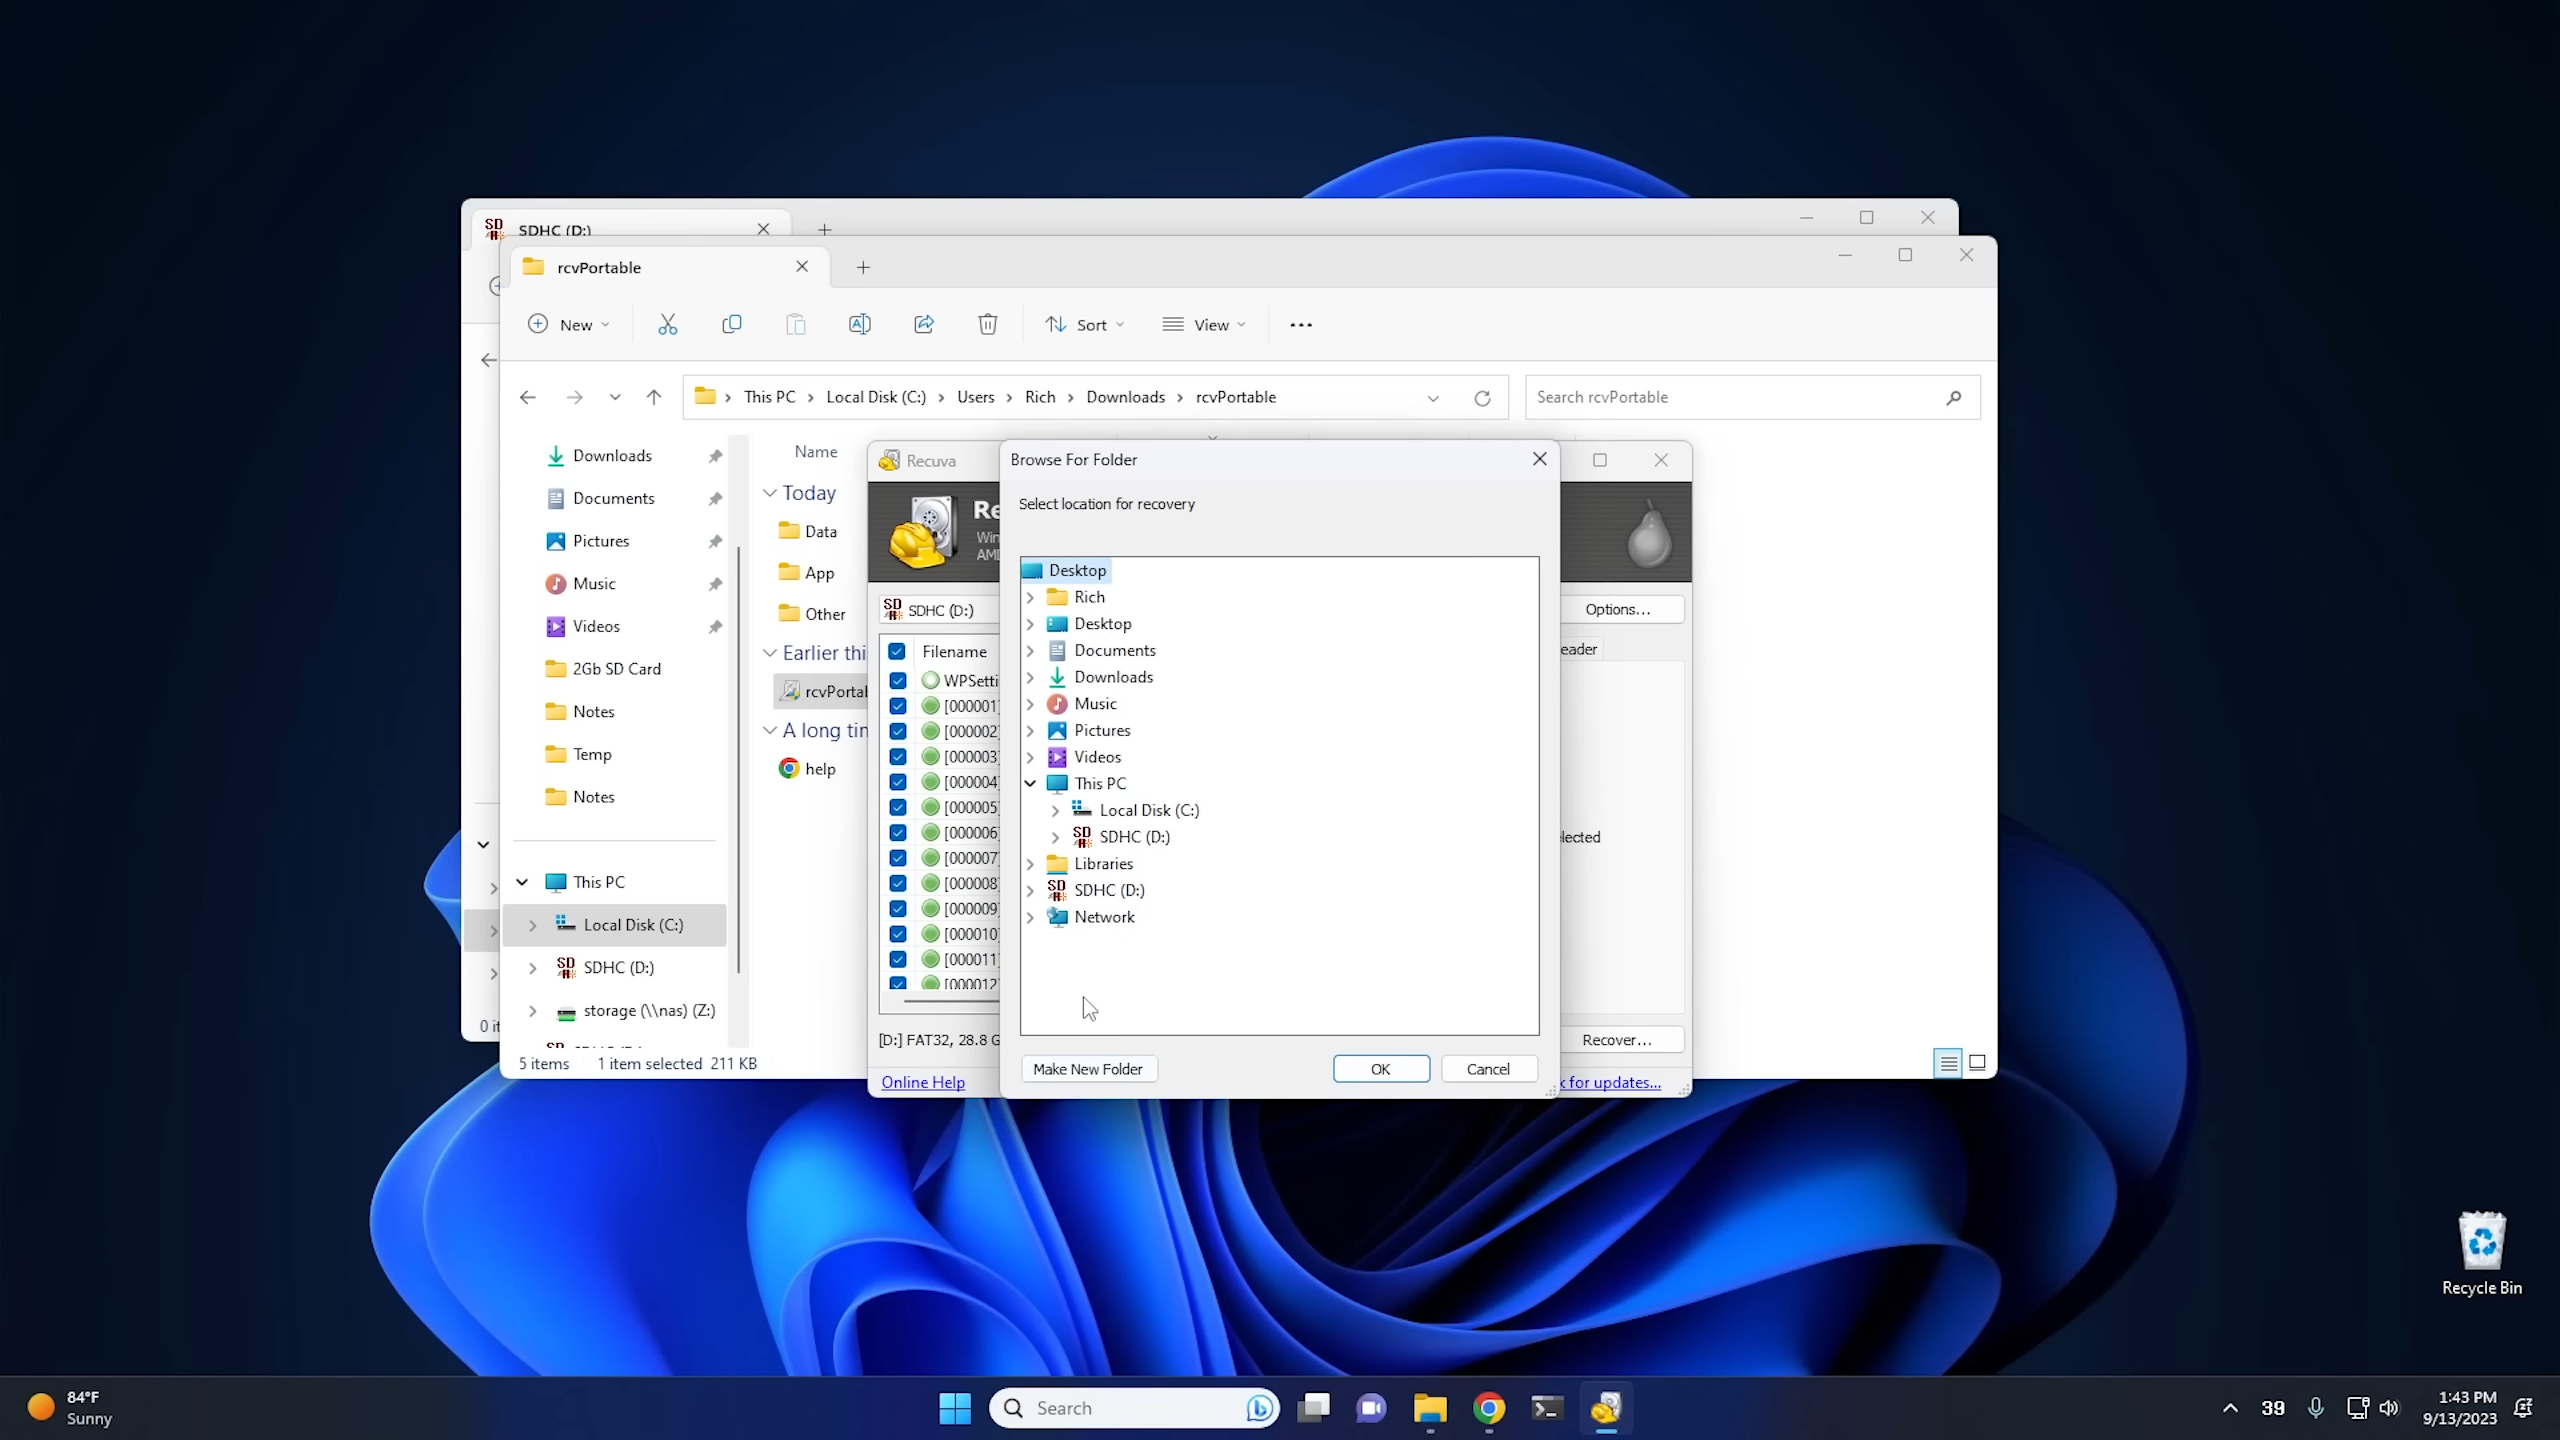 SDHC (D:)
rcvPortable
New
Sort
View
This PC
Local Disk (C:)
Users
Rich
Downloads
rcvPortable
Search rcvPortable
Downloads
Documents
Pictures
Music
Videos
2Gb SD Card
Notes
Temp
Notes
This PC
Local Disk (C:)
SDHC (D:)
storage (\\nas) (Z:)
0 it
5 items
1 item selected 211 KB
Name
Today
Data
App
Other
Earlier thi
rcvPortal
A long tin
help
Recuva
Re
Win
AMD
SD
SDHC (D:)
Options...
eader
Filename
WPSetti
[000001]
[000002]
[000003]
[000004]
[000005]
[000006]
[000007]
[000008]
[000009]
[000010]
[000011]
[000012]
elected
[D:] FAT32, 28.8 G
Recover...
Online Help
k for updates...
Browse For Folder
Select location for recovery
Desktop
Rich
Desktop
Documents
Downloads
Music
Pictures
Videos
This PC
Local Disk (C:)
SDHC (D:)
Libraries
SDHC (D:)
Network
Make New Folder
OK
Cancel
Recycle Bin
84°F
Sunny
Search
39
1:43 PM
9/13/2023